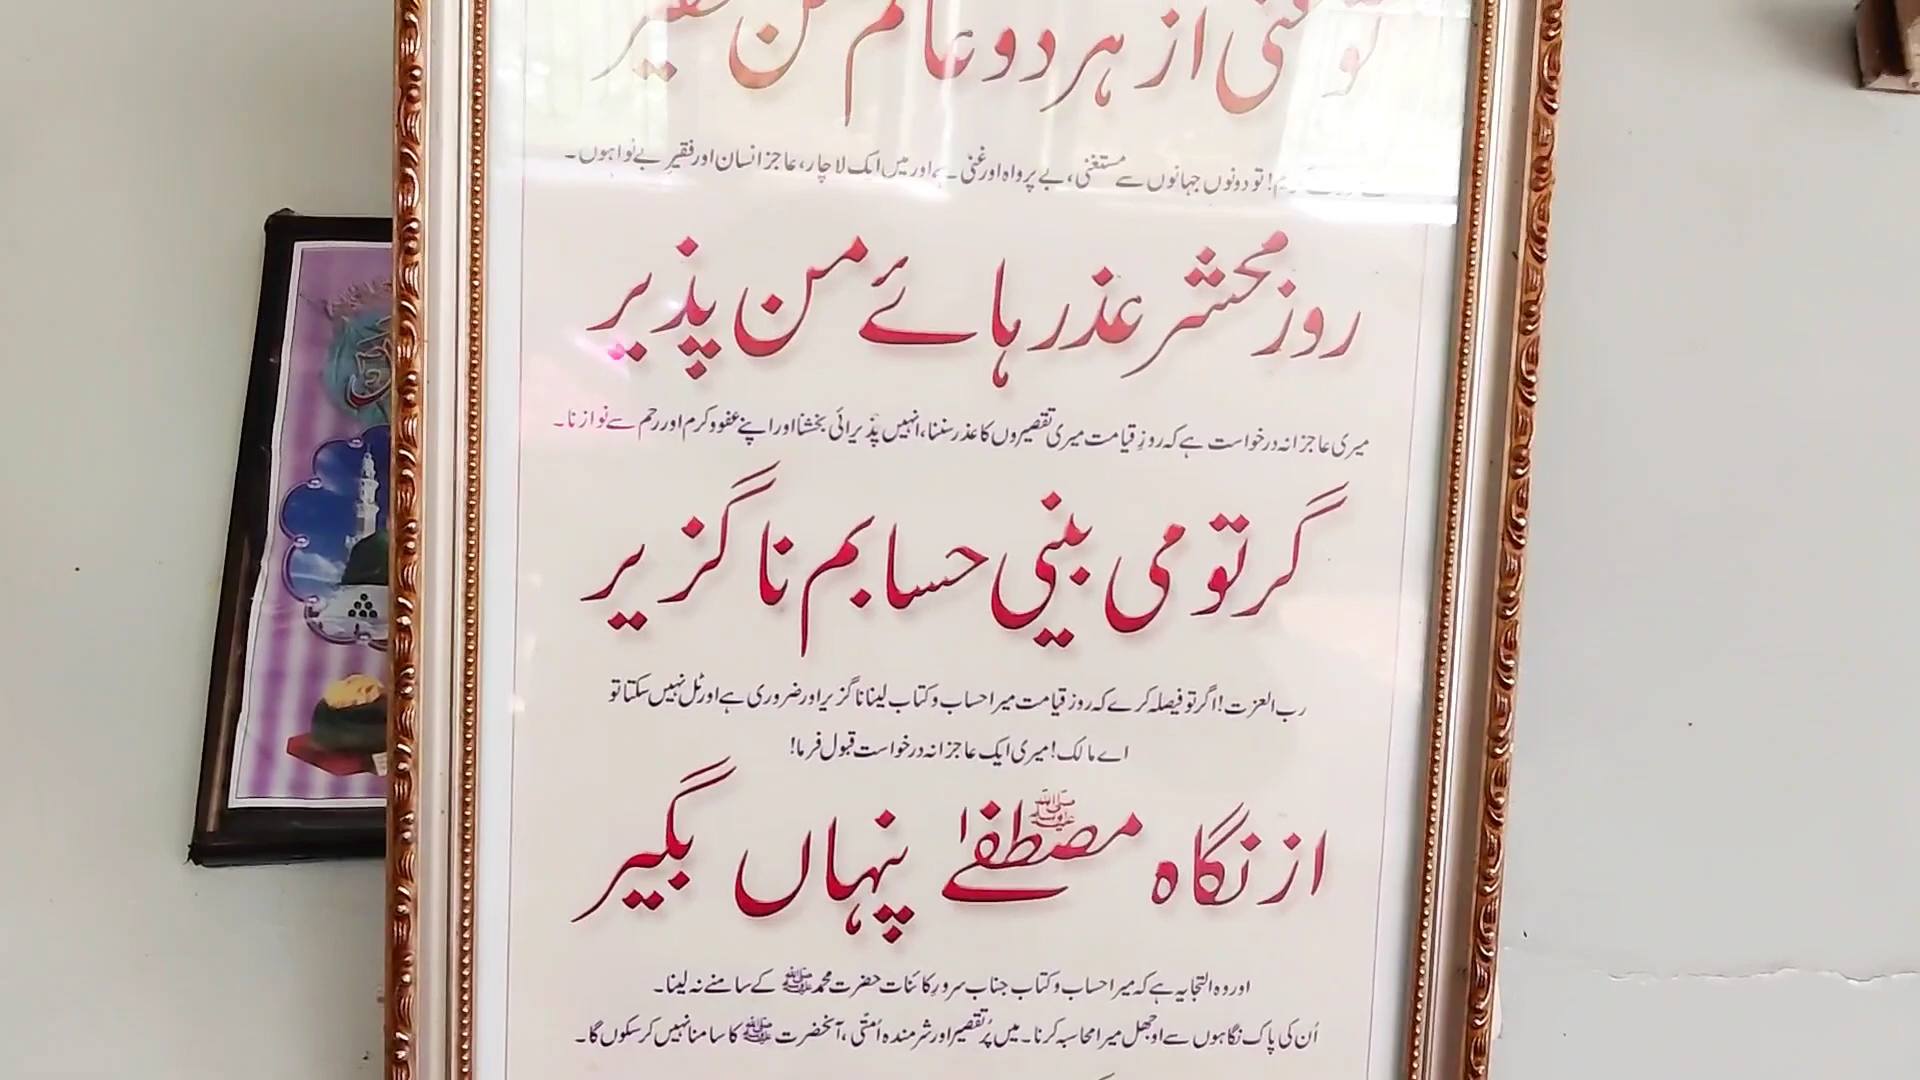 تو غنی از ہر دو عالم من فقیر
تو دونوں جہانوں سے مستغنی، بے پرواہ اور غنی ہے اور میں ایک لاچار، عاجز انسان اور فقیرِ بے نوا ہوں۔
روز محشر عذر ہائے من پذیر
میری عاجزانہ درخواست ہے کہ روزِ قیامت میری تقصیروں کا عذر سننا، انہیں پذیرائی بخشنا اور اپنے عفو و کرم اور رحم سے نوازنا۔
گر تو می بینی حسابم نا گزیر
رب العزت! اگر تو فیصلہ کرے کہ روز قیامت میرا حساب و کتاب لینا ناگزیر اور ضروری ہے اور ٹل نہیں سکتا تو
اے مالک! میری ایک عاجزانہ درخواست قبول فرما!
از نگاہ مصطفےٰ ﷺ پنہاں بگیر
اور وہ التجا یہ ہے کہ میرا حساب و کتاب جناب سرورِ کائنات حضرت محمد ﷺ کے سامنے نہ لینا۔
اُن کی پاک نگاہوں سے اوجھل میرا محاسبہ کرنا۔ میں پُر تقصیر اور شرمندہ اُمتی، آنحضرت ﷺ کا سامنا نہیں کر سکوں گا۔